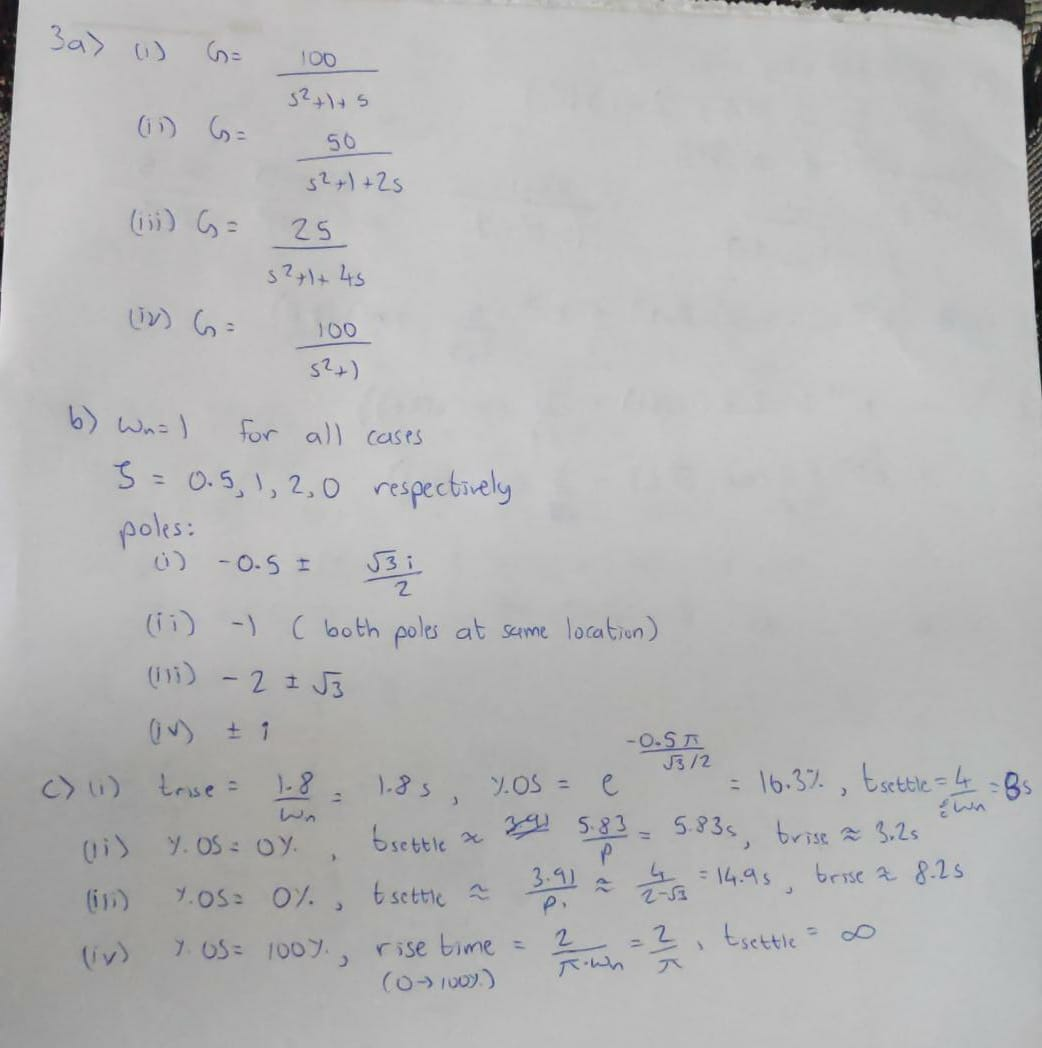 3a> (i) G= 100 / s²+1+s
(ii) G= 50 / s²+1+2s
(iii) G= 25 / s²+1+4s
(iv) G= 100 / s²+1
b) ωn=1 for all cases
ζ = 0.5, 1, 2, 0 respectively
poles:
(i) -0.5 ± √3 i / 2
(ii) -1 ( both poles at same location)
(iii) - 2 ± √3
(iv) ± i
c> (i) trise = 1.8 / ωn = 1.8s, %OS = e^(-0.5π / √3/2) = 16.3%, tsettle = 4 / ξωn = 8s
(ii) %.OS= 0%, tsettle ≈ 5.83 / p = 5.83s, trise ≈ 3.2s
(iii) %.OS= 0%, tsettle ≈ 3.91 / p. ≈ 4 / 2-√3 = 14.9s, trise ≈ 8.2s
(iv) %.OS= 100%, rise time = 2 / π.ωn = 2 / π, tsettle = ∞
(0→100%)